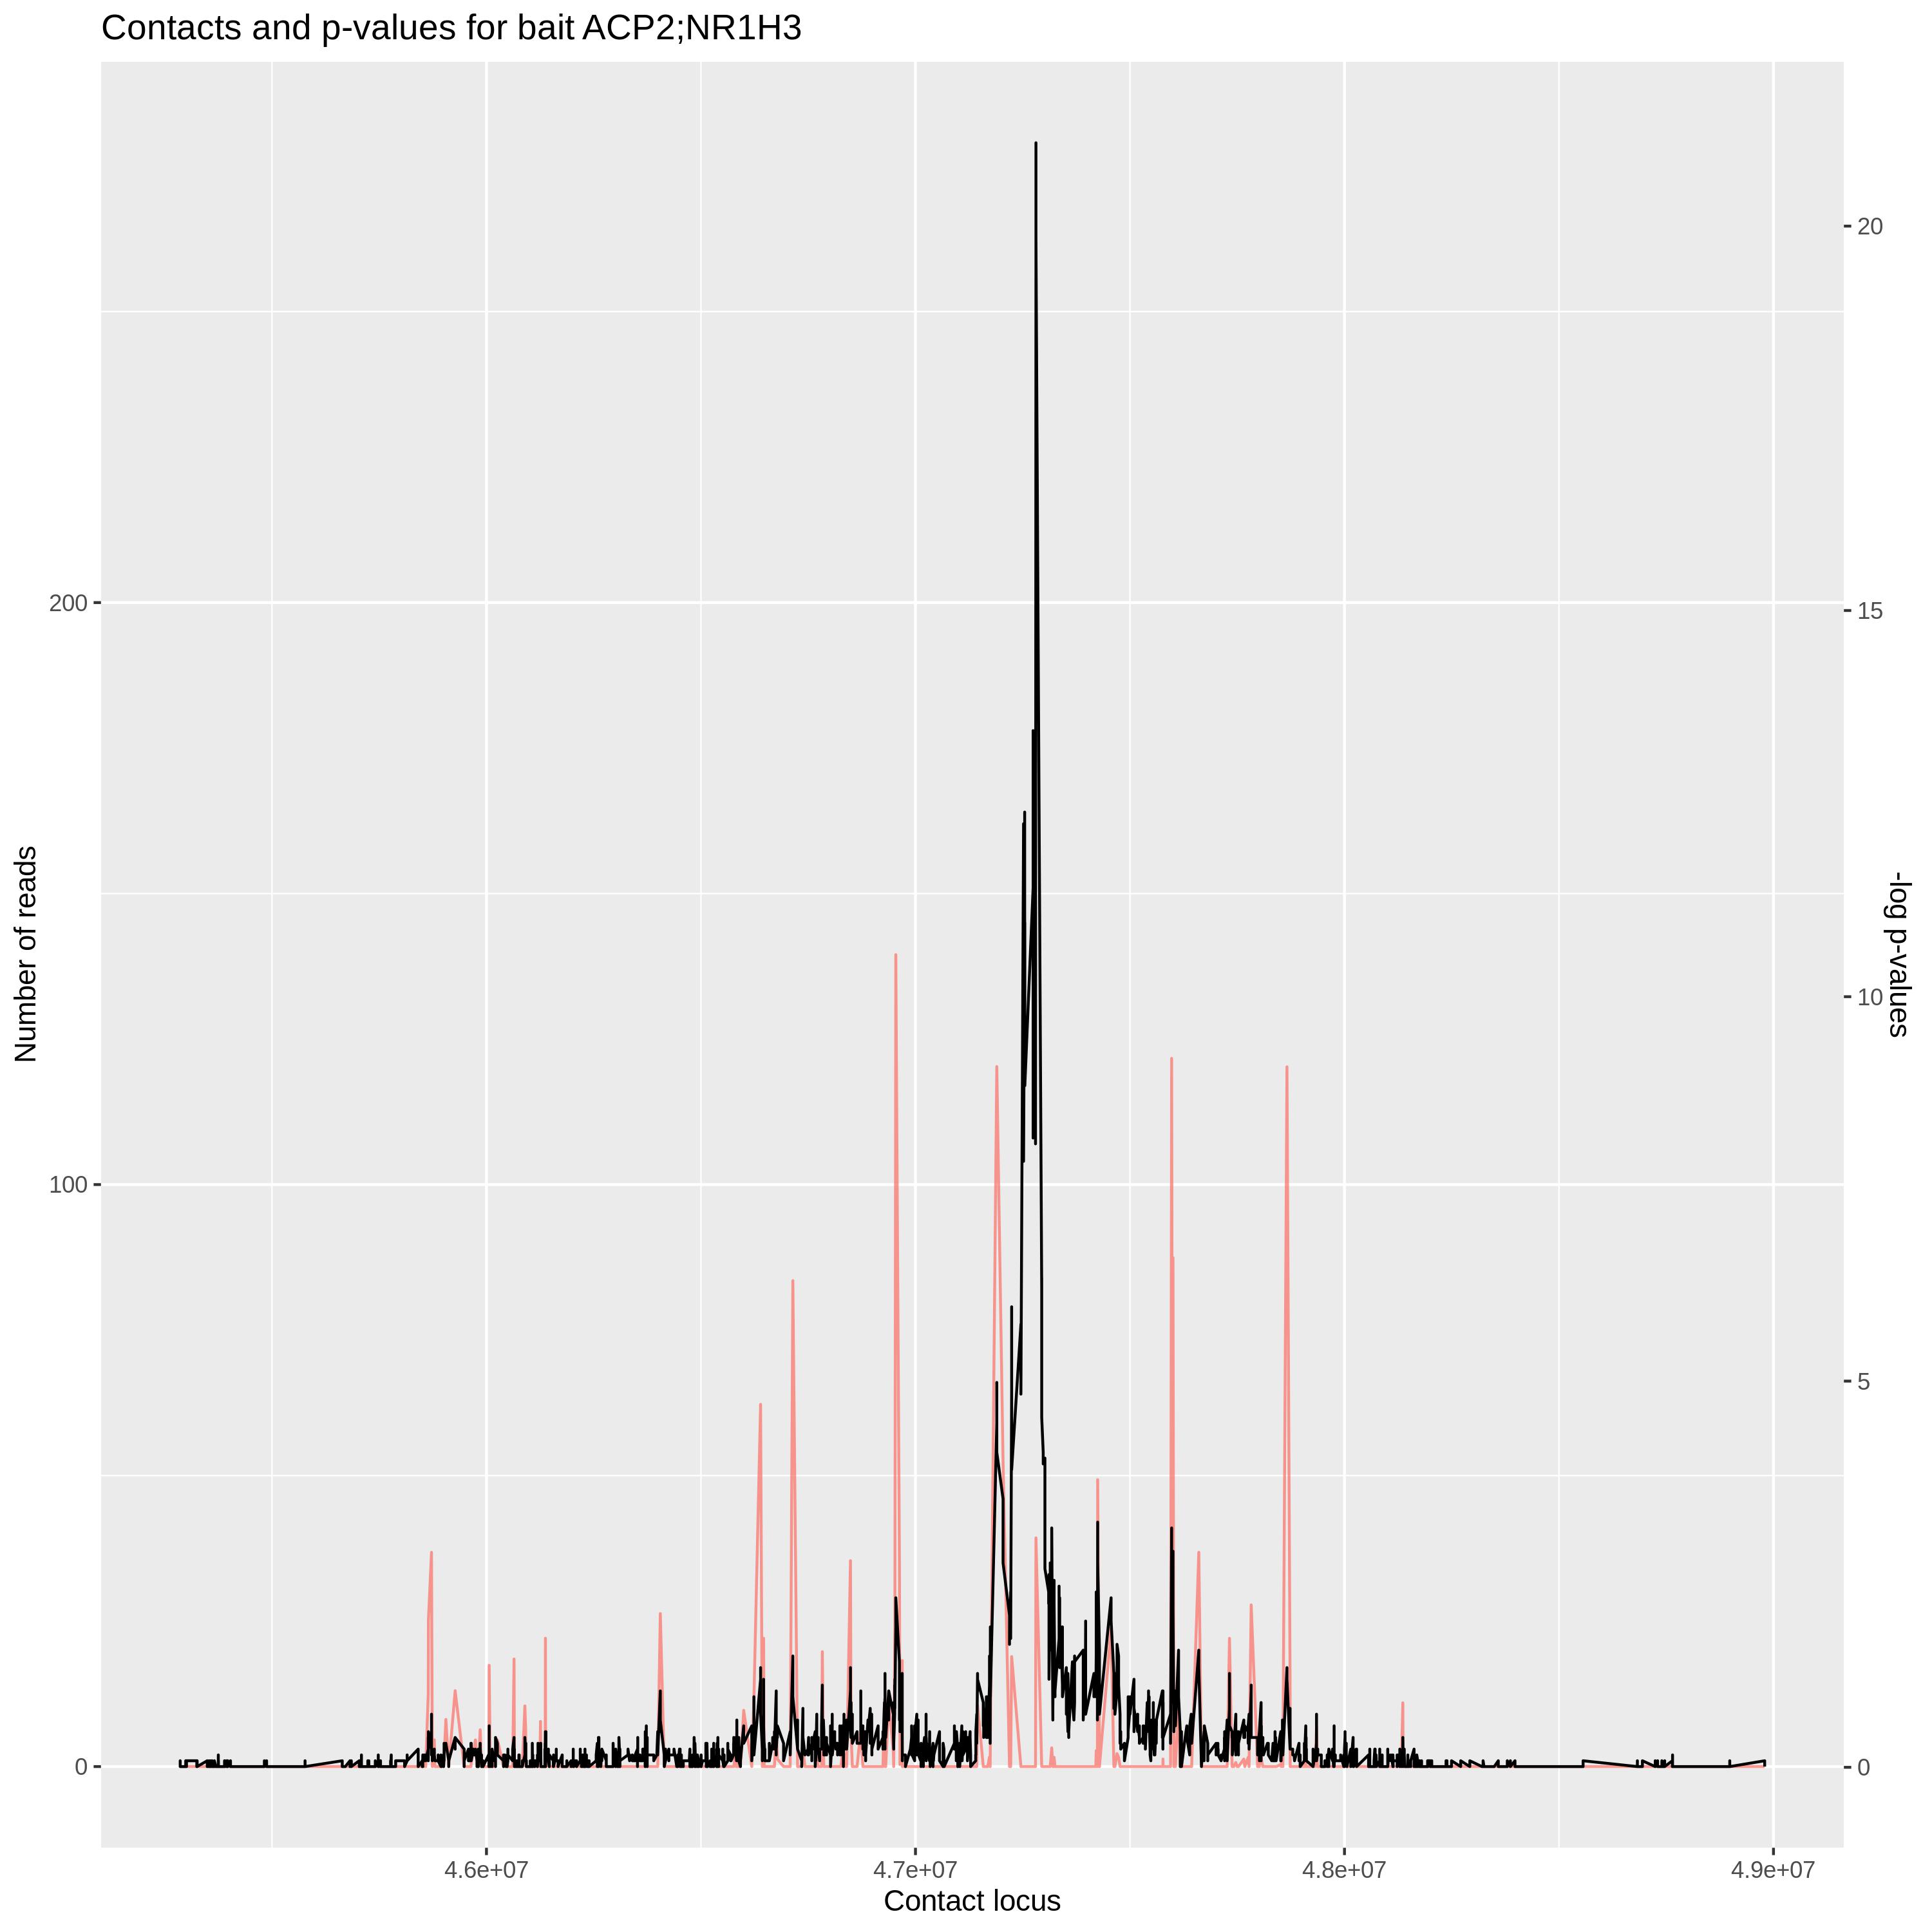 Contacts and p-values for bait ACP2;NR1H3
Number of reads
200
100
0
20
15
10
5
0
-log p-values
4.6e+07 4.7e+07 4.8e+07 4.9e+07
Contact locus